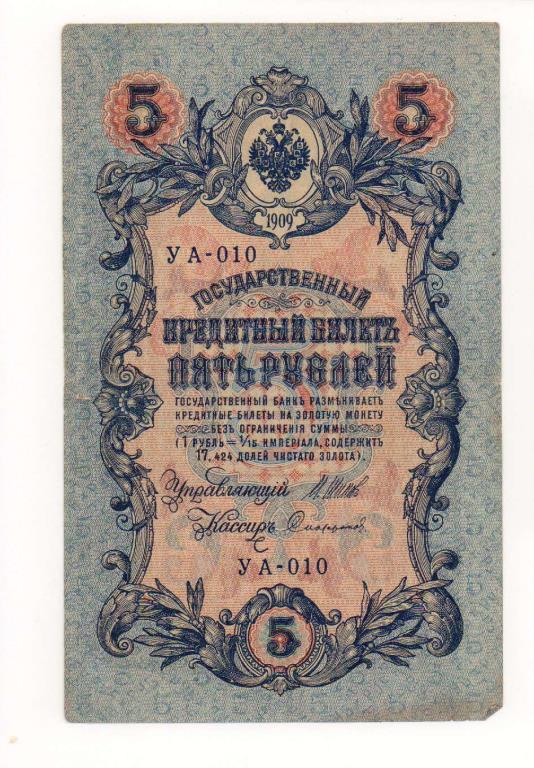 5 5
1909
УА-010
ГОСУДАРСТВЕННЫЙ
КРЕДИТНЫЙ БИЛЕТЪ
ПЯТЬ РУБЛЕЙ
ГОСУДАРСТВЕННЫЙ БАНКЪ РАЗМѢНИВАЕТЪ
КРЕДИТНЫЕ БИЛЕТЫ НА ЗОЛОТУЮ МОНЕТУ
БЕЗЪ ОГРАНИЧЕНІЯ СУММЫ
(1 РУБЛЬ = 1/15 ИМПЕРІАЛА, СОДЕРЖИТЪ
17,424 ДОЛЕЙ ЧИСТАГО ЗОЛОТА).
Управляющій
Кассиръ
УА-010
5